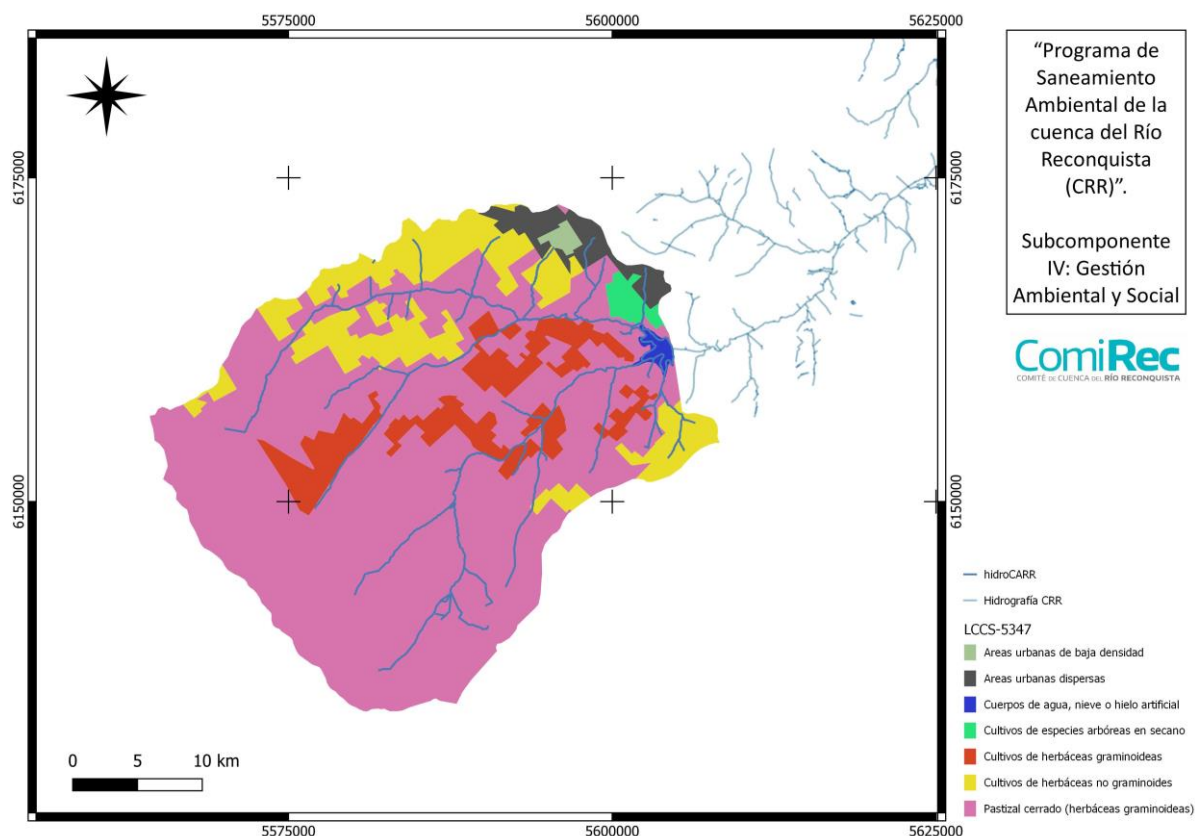 5575000
5600000
5625000
6175000
6175000
6150000
6150000
5575000
5600000
5625000
0 5 10 km
“Programa de
Saneamiento
Ambiental de la
cuenca del Río
Reconquista
(CRR)”.
Subcomponente
IV: Gestión
Ambiental y Social
ComiRec
COMITÉ DE CUENCA DEL RÍO RECONQUISTA
hidroCARR
Hidrografía CRR
LCCS-5347
Areas urbanas de baja densidad
Areas urbanas dispersas
Cuerpos de agua, nieve o hielo artificial
Cultivos de especies arbóreas en secano
Cultivos de herbáceas graminoideas
Cultivos de herbáceas no graminoides
Pastizal cerrado (herbáceas graminoideas)